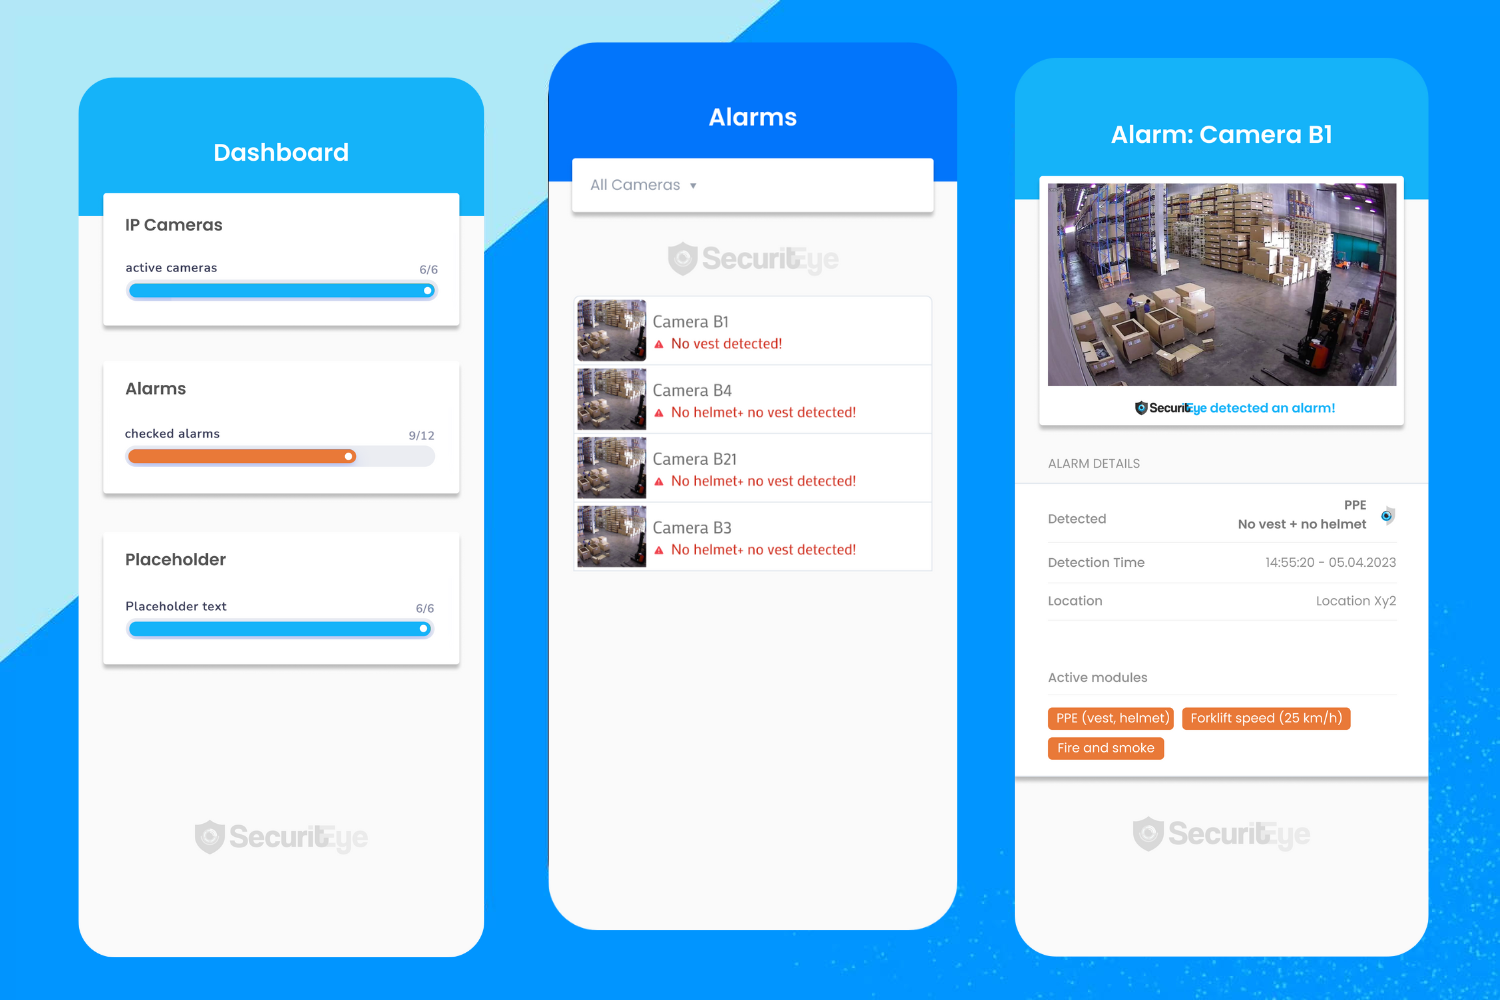 Dashboard
IP Cameras
active cameras 6/6
Alarms
checked alarms 9/12
Placeholder
Placeholder text 6/6
SecuritEye
Alarms
All Cameras ▼
SecuritEye
Camera B1
No vest detected!
Camera B4
No helmet+ no vest detected!
Camera B21
No helmet+ no vest detected!
Camera B3
No helmet+ no vest detected!
Alarm: Camera B1
SecuritEye detected an alarm!
ALARM DETAILS
Detected PPE
No vest + no helmet
Detection Time 14:55:20 - 05.04.2023
Location Location Xy2
Active modules
PPE (vest, helmet) Forklift speed (25 km/h)
Fire and smoke
SecuritEye